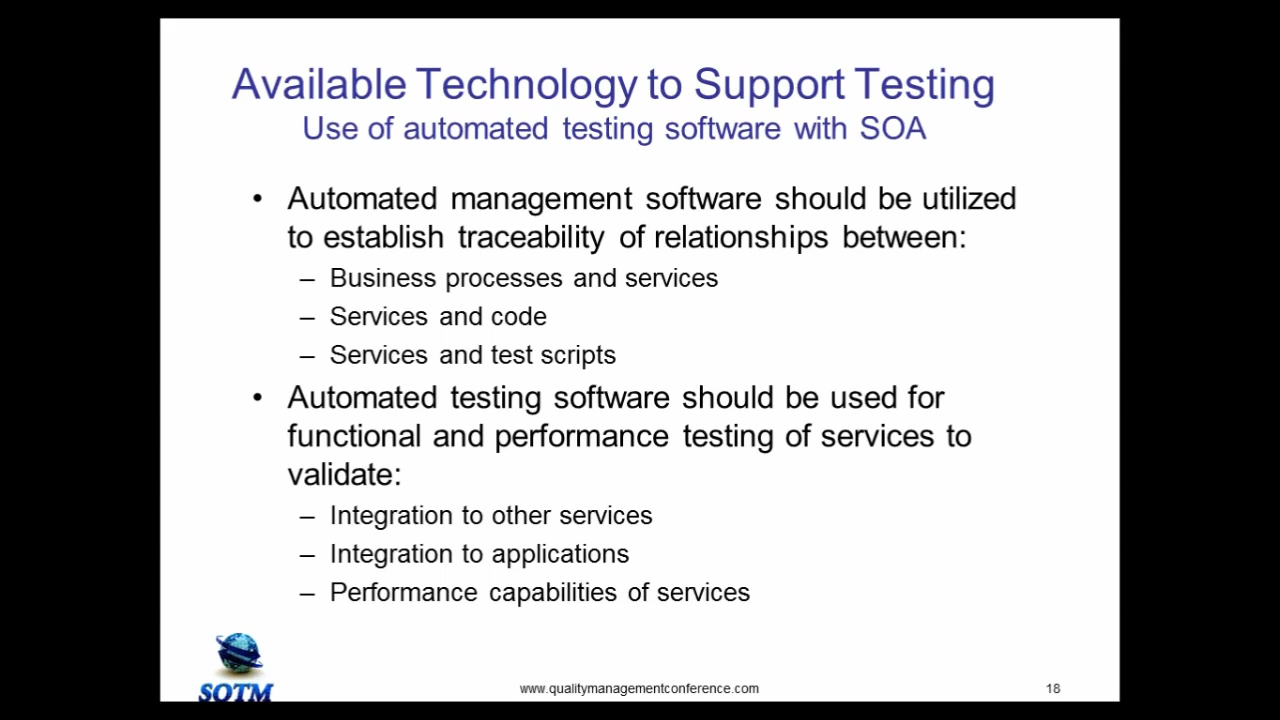 Available Technology to Support Testing
Use of automated testing software with SOA
• Automated management software should be utilized
to establish traceability of relationships between:
– Business processes and services
– Services and code
– Services and test scripts
• Automated testing software should be used for
functional and performance testing of services to
validate:
– Integration to other services
– Integration to applications
– Performance capabilities of services
SOTM
www.qualitymanagementconference.com
18